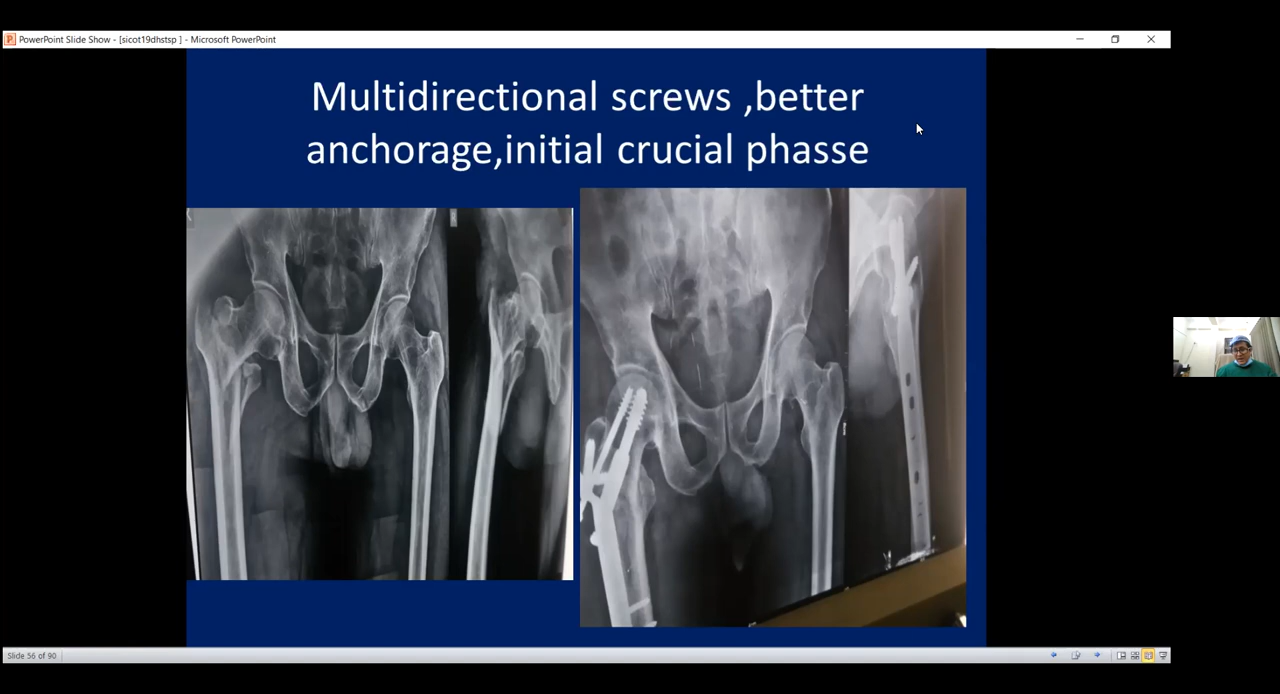 PowerPoint Slide Show - [sicot19dhstsp ] - Microsoft PowerPoint
Multidirectional screws ,better
anchorage,initial crucial phasse
Slide 56 of 90